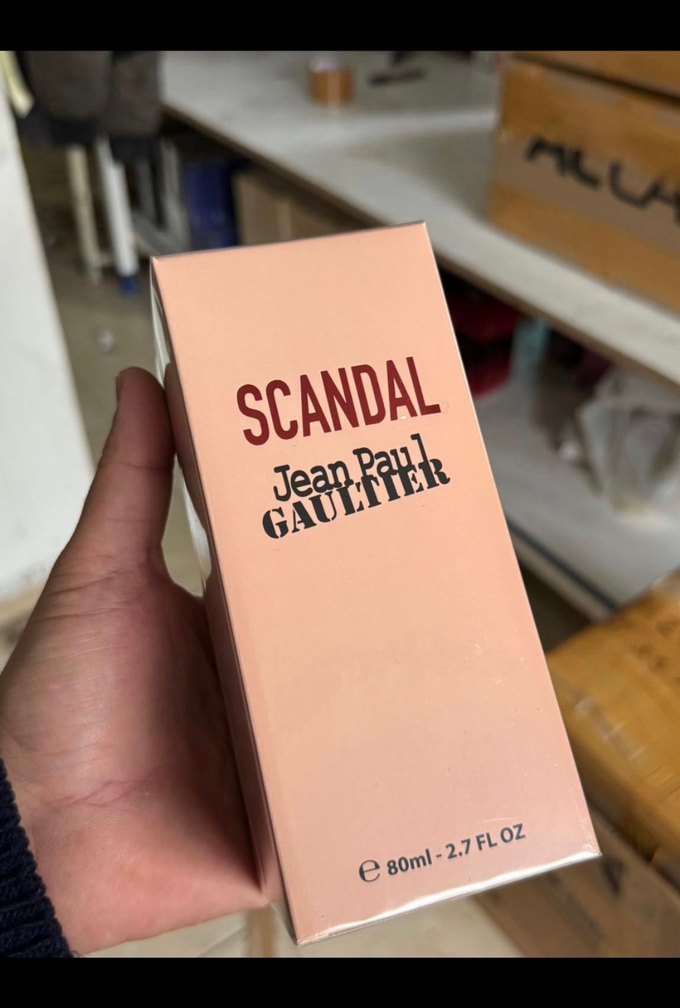 SCANDAL
Jean Paul
GAULTIER
℮ 80ml - 2.7 FL OZ